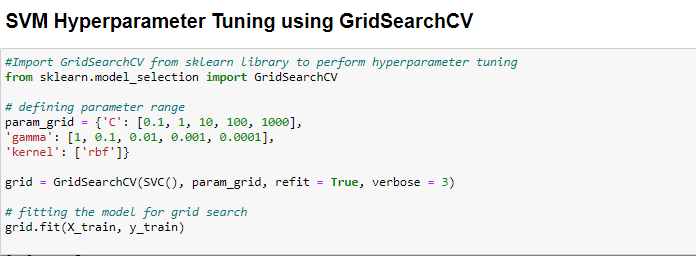 SVM Hyperparameter Tuning using GridSearchCV
#Import GridSearchCV from sklearn library to perform hyperparameter tuning
from sklearn.model_selection import GridSearchCV
# defining parameter range
param_grid = {'C': [0.1, 1, 10, 100, 1000],
'gamma': [1, 0.1, 0.01, 0.001, 0.0001],
'kernel': ['rbf']}
grid = GridSearchCV(SVC(), param_grid, refit = True, verbose = 3)
# fitting the model for grid search
grid.fit(X_train, y_train)